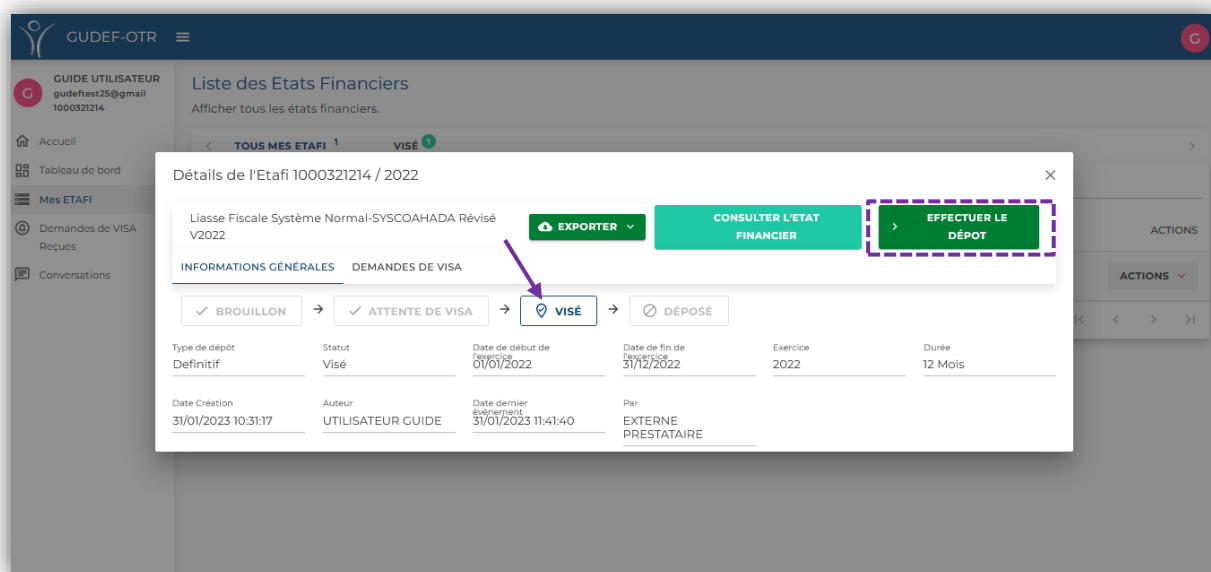 GUDEF-OTR
G
G
GUIDE UTILISATEUR
gudeftest25@gmail
1000321214
Accueil
Tableau de bord
Mes ETAFI
Demandes de VISA
Reçues
Conversations
Liste des Etats Financiers
Afficher tous les états financiers.
TOUS MES ETAFI 1 VISÉ 1
ACTIONS
ACTIONS
Détails de l'Etafi 1000321214 / 2022
Liasse Fiscale Système Normal-SYSCOAHADA Révisé
V2022
EXPORTER
CONSULTER L'ETAT
FINANCIER
EFFECTUER LE
DÉPOT
INFORMATIONS GÉNÉRALES DEMANDES DE VISA
BROUILLON ATTENTE DE VISA VISÉ DÉPOSÉ
Type de dépôt
Definitif
Statut
Visé
Date de début de
l'exercice
01/01/2022
Date de fin de
l'excercice
31/12/2022
Exercice
2022
Durée
12 Mois
Date Création
31/01/2023 10:31:17
Auteur
UTILISATEUR GUIDE
Date dernier
événement
31/01/2023 11:41:40
Par
EXTERNE
PRESTATAIRE